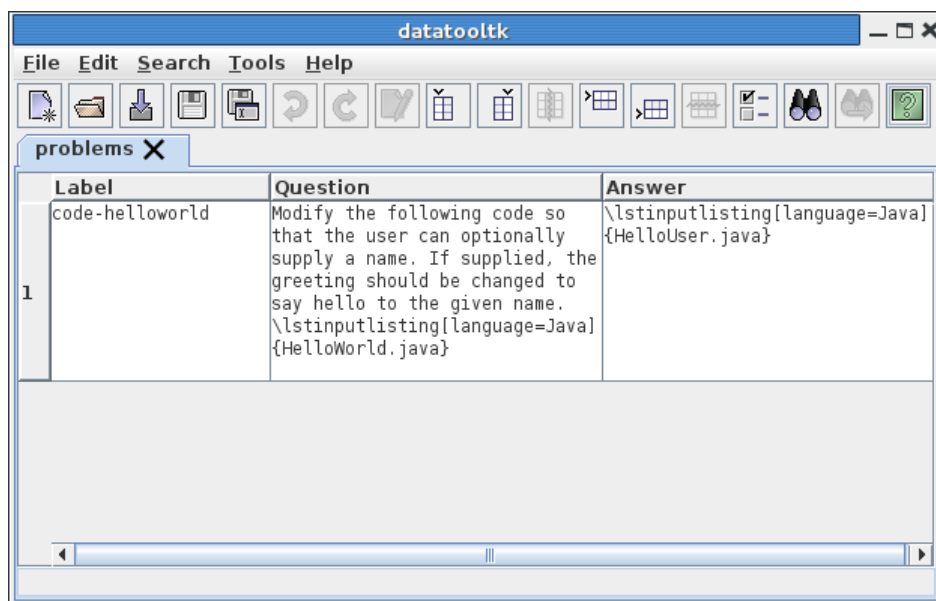 datatooltk
File Edit Search Tools Help
problems
Label Question Answer
1
code-helloworld
Modify the following code so
that the user can optionally
supply a name. If supplied, the
greeting should be changed to
say hello to the given name.
\lstinputlisting[language=Java]
{HelloWorld.java}
\lstinputlisting[language=Java]
{HelloUser.java}